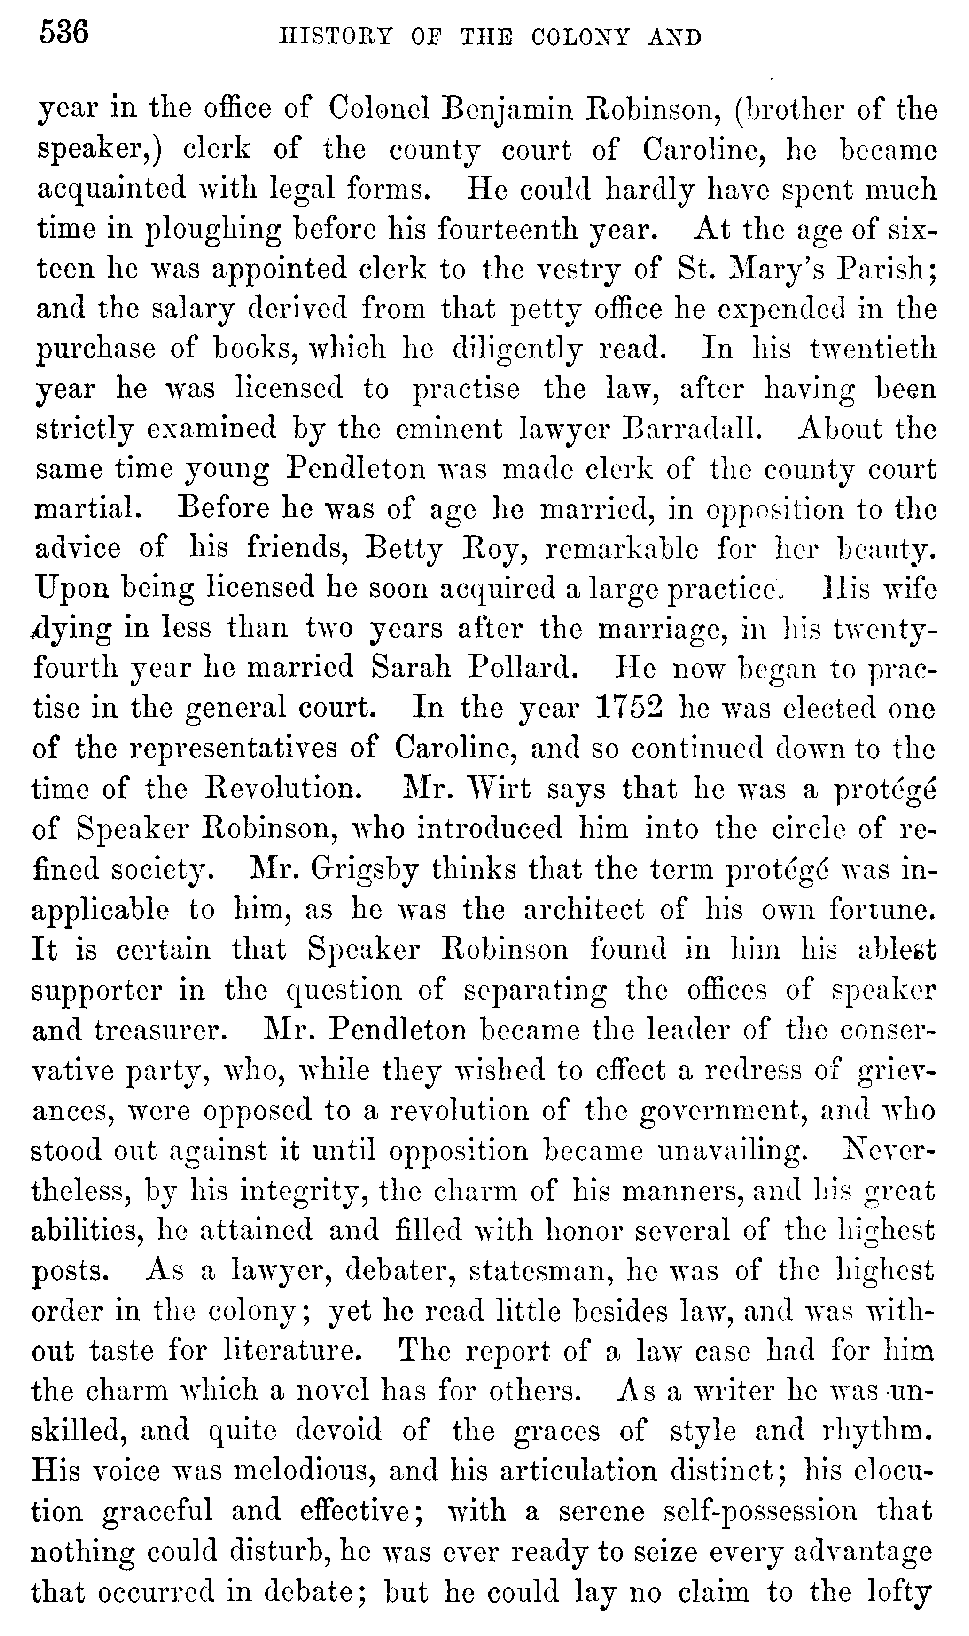 536 HISTORY OF THE COLONY AND
year in the office of Colonel Benjamin Robinson, (brother of the
speaker,) clerk of the county court of Caroline, he became
acquainted with legal forms. He could hardly have spent much
time in ploughing before his fourteenth year. At the age of six-
teen he was appointed clerk to the vestry of St. Mary's Parish;
and the salary derived from that petty office he expended in the
purchase of books, which he diligently read. In his twentieth
year he was licensed to practise the law, after having been
strictly examined by the eminent lawyer Barradall. About the
same time young Pendleton was made clerk of the county court
martial. Before he was of age he married, in opposition to the
advice of his friends, Betty Roy, remarkable for her beauty.
Upon being licensed he soon acquired a large practice. His wife
dying in less than two years after the marriage, in his twenty-
fourth year he married Sarah Pollard. He now began to prac-
tise in the general court. In the year 1752 he was elected one
of the representatives of Caroline, and so continued down to the
time of the Revolution. Mr. Wirt says that he was a protégé
of Speaker Robinson, who introduced him into the circle of re-
fined society. Mr. Grigsby thinks that the term protégé was in-
applicable to him, as he was the architect of his own fortune.
It is certain that Speaker Robinson found in him his ablest
supporter in the question of separating the offices of speaker
and treasurer. Mr. Pendleton became the leader of the conser-
vative party, who, while they wished to effect a redress of griev-
ances, were opposed to a revolution of the government, and who
stood out against it until opposition became unavailing. Never-
theless, by his integrity, the charm of his manners, and his great
abilities, he attained and filled with honor several of the highest
posts. As a lawyer, debater, statesman, he was of the highest
order in the colony; yet he read little besides law, and was with-
out taste for literature. The report of a law case had for him
the charm which a novel has for others. As a writer he was un-
skilled, and quite devoid of the graces of style and rhythm.
His voice was melodious, and his articulation distinct; his elocu-
tion graceful and effective; with a serene self-possession that
nothing could disturb, he was ever ready to seize every advantage
that occurred in debate; but he could lay no claim to the lofty